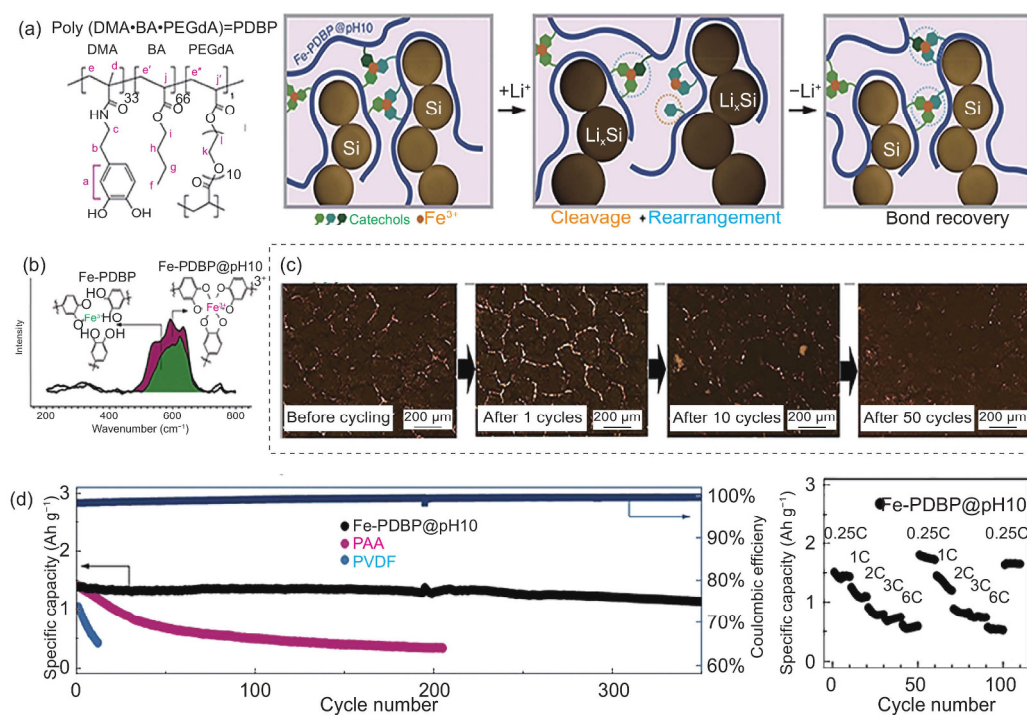 (a)
Poly (DMA•BA•PEGdA)=PDBP
DMA BA PEGdA
e d e' j e" j'
O 33 O 66 O 1
HN O O
c i l
b h k
g O 10
a f O
HO OH O
Fe-PDBP@pH10
Si
Si
Catechols Fe³⁺
+Li⁺
LiₓSi
LiₓSi
Cleavage +Rearrangement
−Li⁺
Si
Si
Bond recovery
(b)
Fe-PDBP
Fe-PDBP@pH10
3+
Intensity
200 400 600 800
Wavenumber (cm⁻¹)
(c)
Before cycling 200 μm
After 1 cycles 200 μm
After 10 cycles 200 μm
After 50 cycles 200 μm
(d)
Specific capacity (Ah g⁻¹)
3
2
1
0
Fe-PDBP@pH10
PAA
PVDF
0 100 200 300
Cycle number
100%
90%
80%
70%
60%
Coulombic efficieny
Specific capacity (Ah g⁻¹)
3
2
1
0
Fe-PDBP@pH10
0.25C 0.25C 0.25C
1C 1C
2C 2C
3C 3C
6C 6C
0 50 100
Cycle number